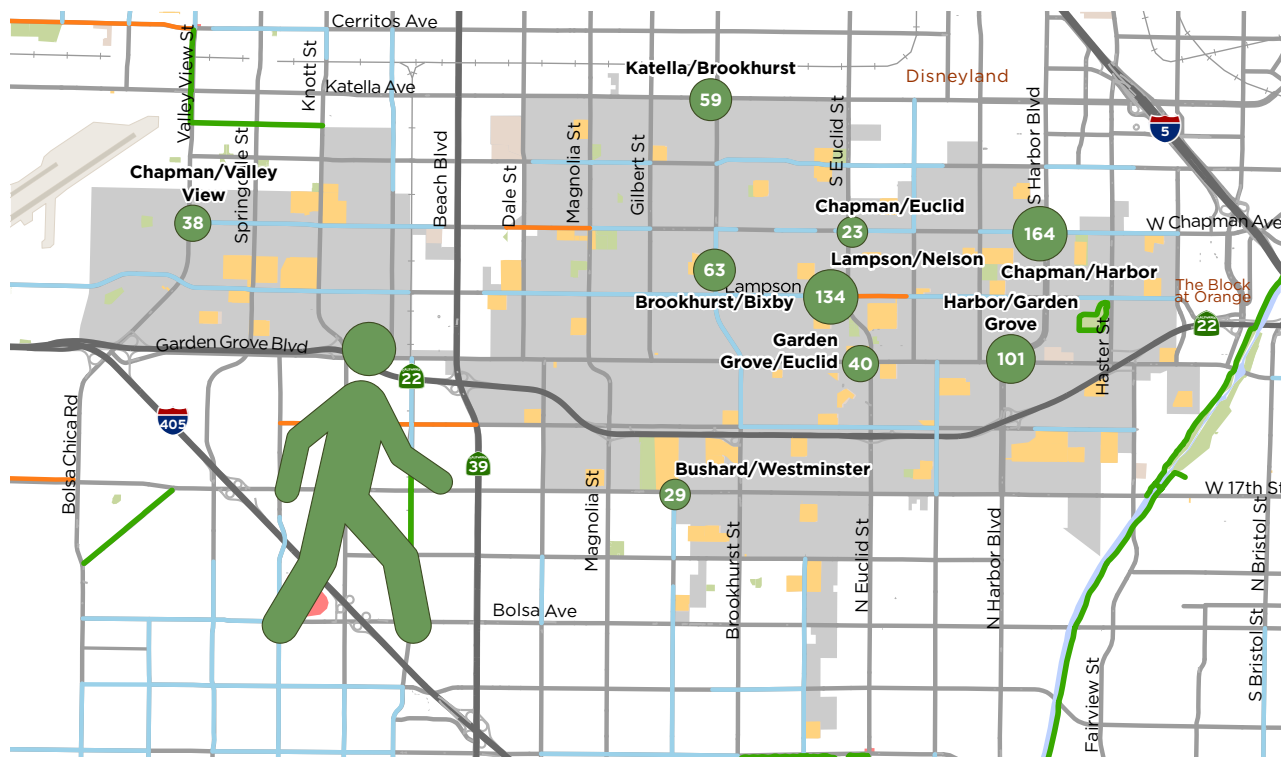 Cerritos Ave
Valley View St
Knott St
Katella/Brookhurst
Disneyland
Katella Ave
59
S Euclid St
S Harbor Blvd
5
Magnolia St
Gilbert St
Springdale St
Beach Blvd
Dale St
Chapman/Valley
View
38
Chapman/Euclid
23
164
W Chapman Ave
63
Lampson/Nelson
Chapman/Harbor
Lampson
134
Brookhurst/Bixby
Harbor/Garden
Grove
The Block
at Orange
22
Garden Grove Blvd
Garden
Grove/Euclid
40
101
Haster St
22
405
Bolsa Chica Rd
39
Bushard/Westminster
29
W 17th St
Magnolia St
Brookhurst St
N Euclid St
N Harbor Blvd
N Bristol St
Bolsa Ave
S Bristol St
Fairview St